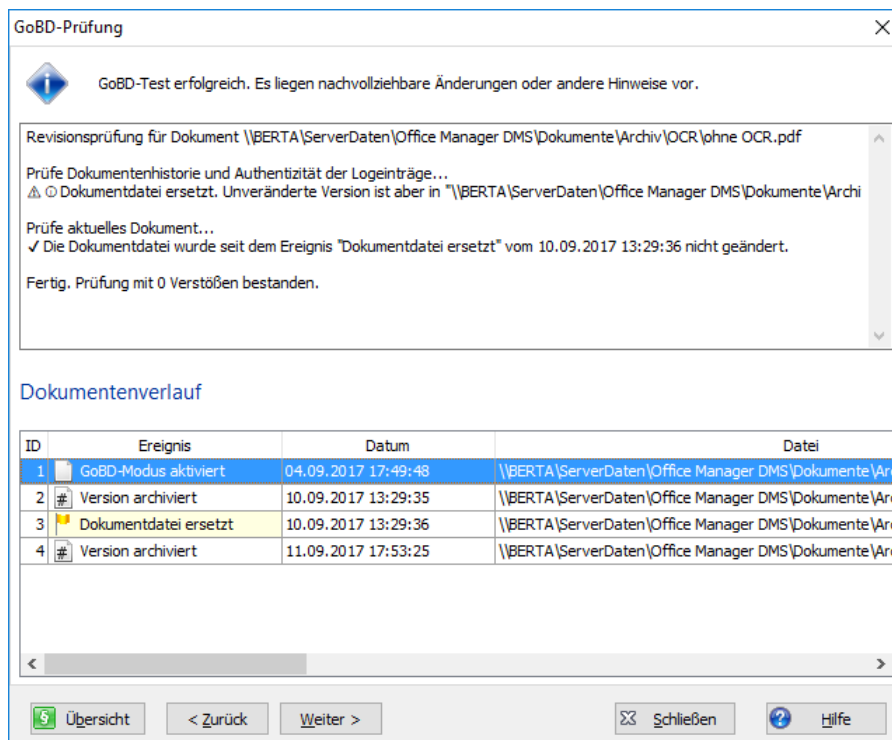 GoBD-Prüfung
GoBD-Test erfolgreich. Es liegen nachvollziehbare Änderungen oder andere Hinweise vor.
Revisionsprüfung für Dokument \\BERTA\ServerDaten\Office Manager DMS\Dokumente\Archiv\OCR\ohne OCR.pdf
Prüfe Dokumentenhistorie und Authentizität der Logeinträge...
⚠ Dokumentdatei ersetzt. Unveränderte Version ist aber in "\\BERTA\ServerDaten\Office Manager DMS\Dokumente\Archi
Prüfe aktuelles Dokument...
✓ Die Dokumentdatei wurde seit dem Ereignis "Dokumentdatei ersetzt" vom 10.09.2017 13:29:36 nicht geändert.
Fertig. Prüfung mit 0 Verstößen bestanden.
Dokumentenverlauf
ID Ereignis Datum Datei
1 GoBD-Modus aktiviert 04.09.2017 17:49:48 \\BERTA\ServerDaten\Office Manager DMS\Dokumente\Ar
2 # Version archiviert 10.09.2017 13:29:35 \\BERTA\ServerDaten\Office Manager DMS\Dokumente\Ar
3 Dokumentdatei ersetzt 10.09.2017 13:29:36 \\BERTA\ServerDaten\Office Manager DMS\Dokumente\Ar
4 # Version archiviert 11.09.2017 17:53:25 \\BERTA\ServerDaten\Office Manager DMS\Dokumente\Ar
§ Übersicht < Zurück Weiter > Schließen ? Hilfe